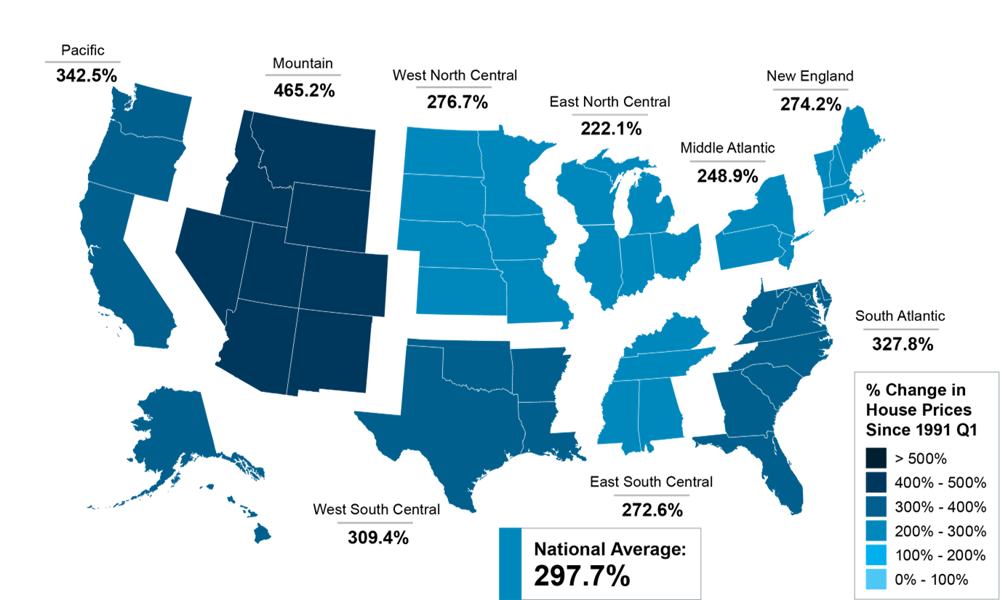 Pacific
342.5%
Mountain
465.2%
West North Central
276.7%
East North Central
222.1%
New England
274.2%
Middle Atlantic
248.9%
South Atlantic
327.8%
% Change in
House Prices
Since 1991 Q1
> 500%
400% - 500%
300% - 400%
200% - 300%
100% - 200%
0% - 100%
East South Central
272.6%
West South Central
309.4%
National Average:
297.7%